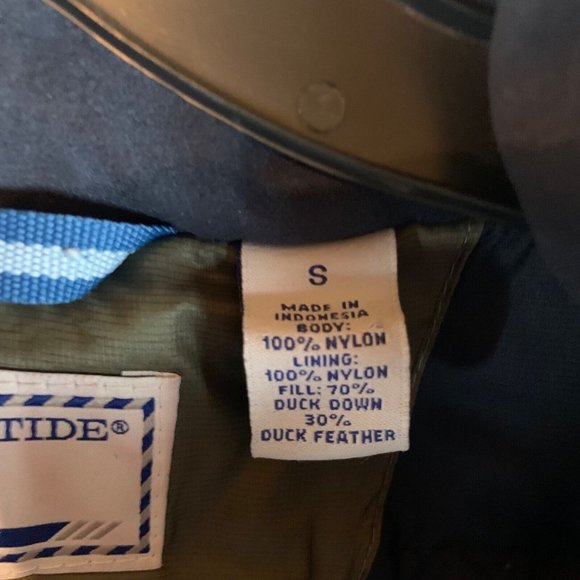 S
MADE IN
INDONESIA
BODY:
100% NYLON
LINING:
100% NYLON
FILL: 70%
DUCK DOWN
30%
DUCK FEATHER
TIDE®